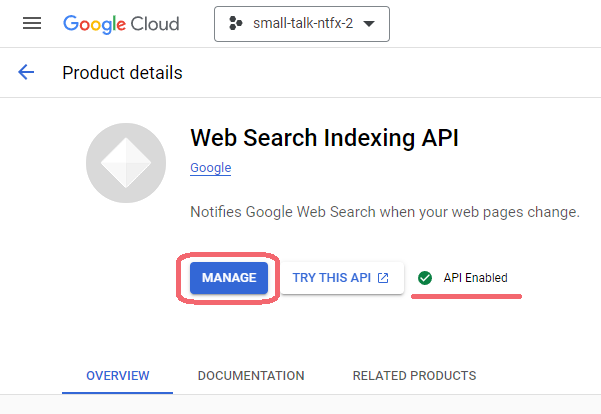 Google Cloud small-talk-ntfx-2
Product details
Web Search Indexing API
Google
Notifies Google Web Search when your web pages change.
MANAGE TRY THIS API API Enabled
OVERVIEW DOCUMENTATION RELATED PRODUCTS